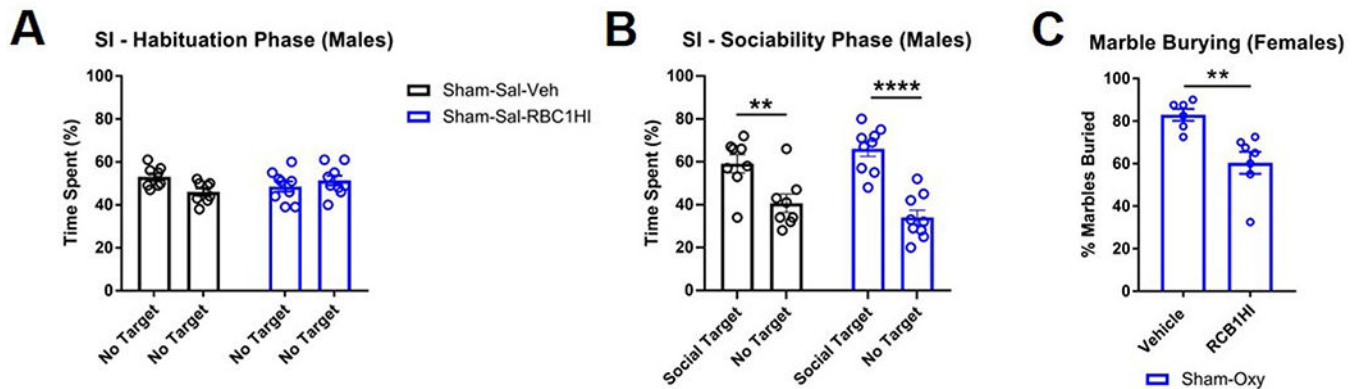 A
SI - Habituation Phase (Males)
Time Spent (%)
100
80
60
40
20
0
No Target
No Target
No Target
No Target
Sham-Sal-Veh
Sham-Sal-RBC1HI
B
SI - Sociability Phase (Males)
Time Spent (%)
100
80
60
40
20
0
**
****
Social Target
No Target
Social Target
No Target
C
Marble Burying (Females)
% Marbles Buried
100
80
60
40
20
0
**
Vehicle
RCB1HI
Sham-Oxy